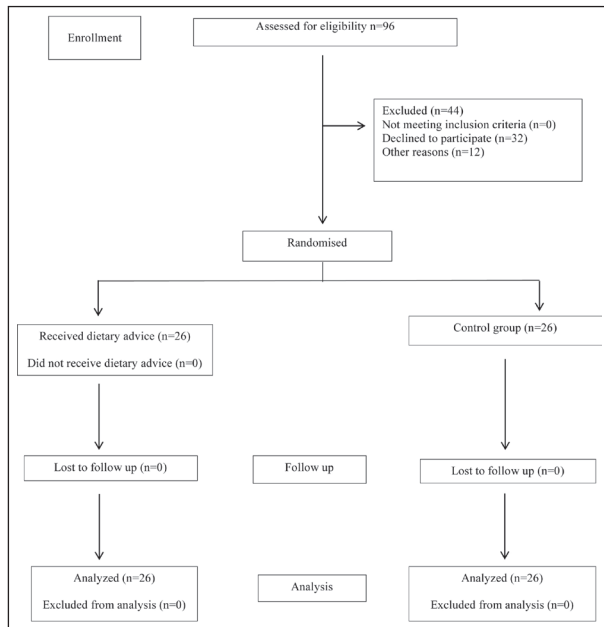 Enrollment
Assessed for eligibility n=96
Excluded (n=44)
Not meeting inclusion criteria (n=0)
Declined to participate (n=32)
Other reasons (n=12)
Randomised
Received dietary advice (n=26)
Did not receive dietary advice (n=0)
Control group (n=26)
Lost to follow up (n=0)
Follow up
Lost to follow up (n=0)
Analyzed (n=26)
Excluded from analysis (n=0)
Analysis
Analyzed (n=26)
Excluded from analysis (n=0)